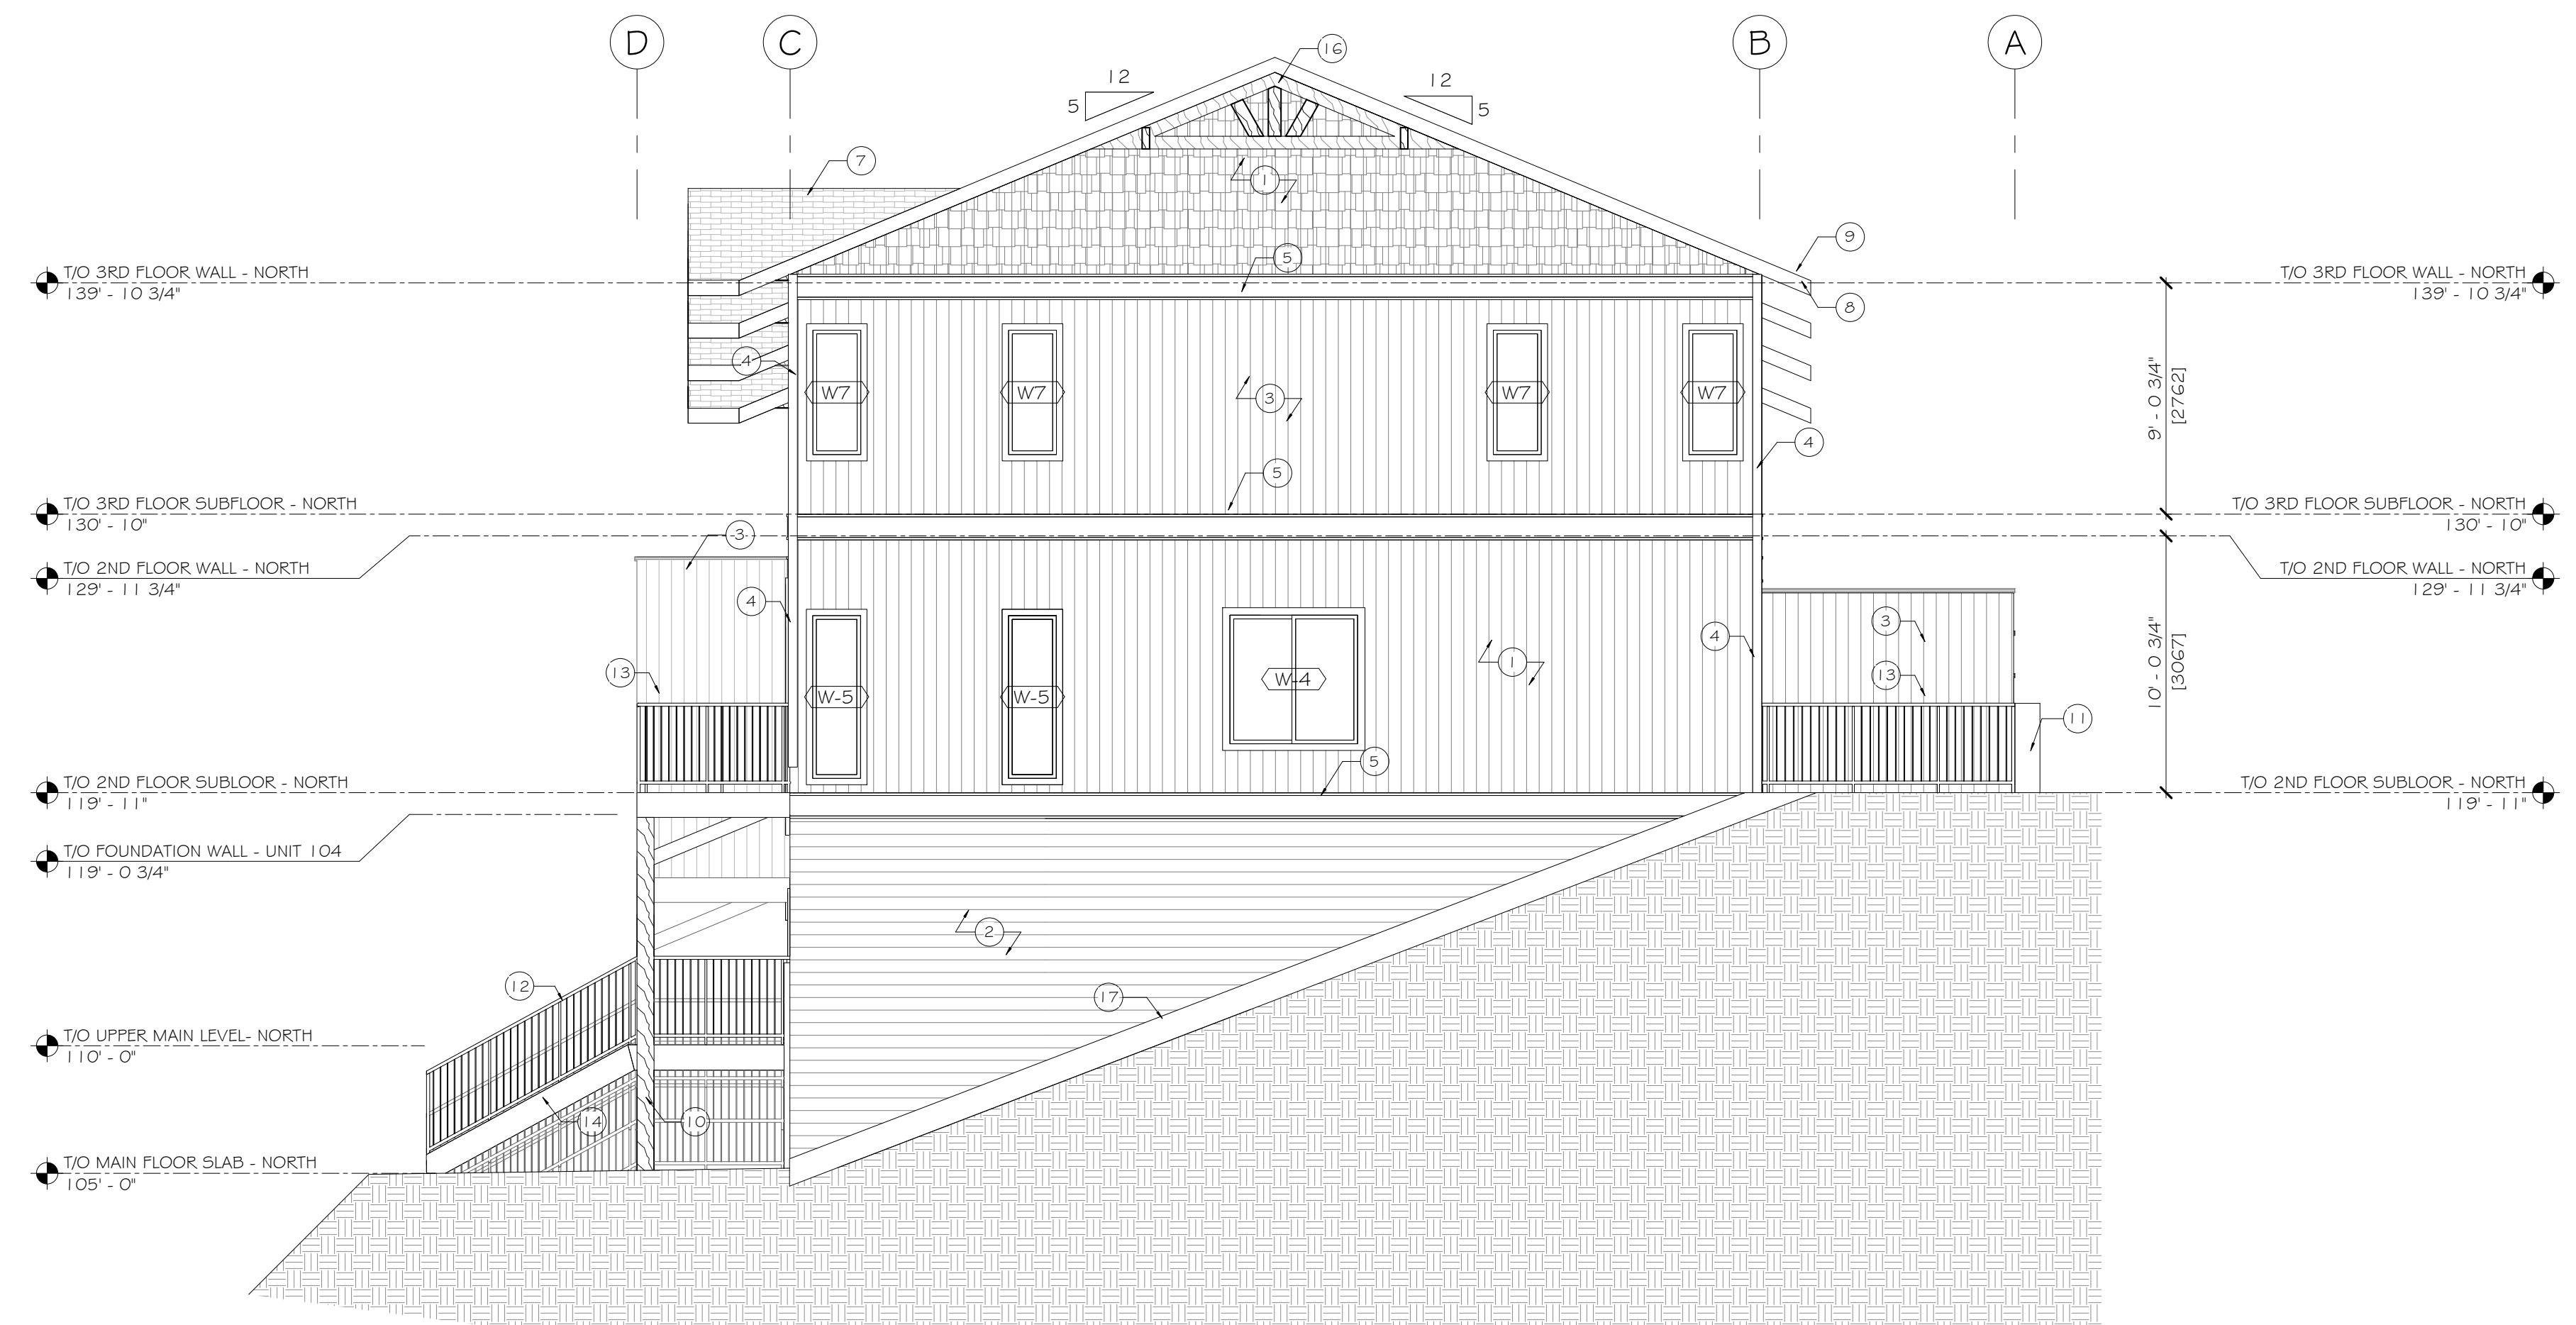 D
C
B
A
16
12
5
12
5
7
1
9
5
T/O 3RD FLOOR WALL - NORTH
139' - 10 3/4"
T/O 3RD FLOOR WALL - NORTH
139' - 10 3/4"
8
4
W7
W7
W7
W7
3
9' - 0 3/4"
[2762]
4
5
T/O 3RD FLOOR SUBFLOOR - NORTH
130' - 10"
T/O 3RD FLOOR SUBFLOOR - NORTH
130' - 10"
3
T/O 2ND FLOOR WALL - NORTH
129' - 11 3/4"
T/O 2ND FLOOR WALL - NORTH
129' - 11 3/4"
4
3
4
1
13
13
W-5
W-5
W-4
10' - 0 3/4"
[3067]
11
5
T/O 2ND FLOOR SUBLOOR - NORTH
119' - 11"
T/O 2ND FLOOR SUBLOOR - NORTH
119' - 11"
T/O FOUNDATION WALL - UNIT 104
119' - 0 3/4"
2
12
17
T/O UPPER MAIN LEVEL- NORTH
110' - 0"
14
10
T/O MAIN FLOOR SLAB - NORTH
105' - 0"